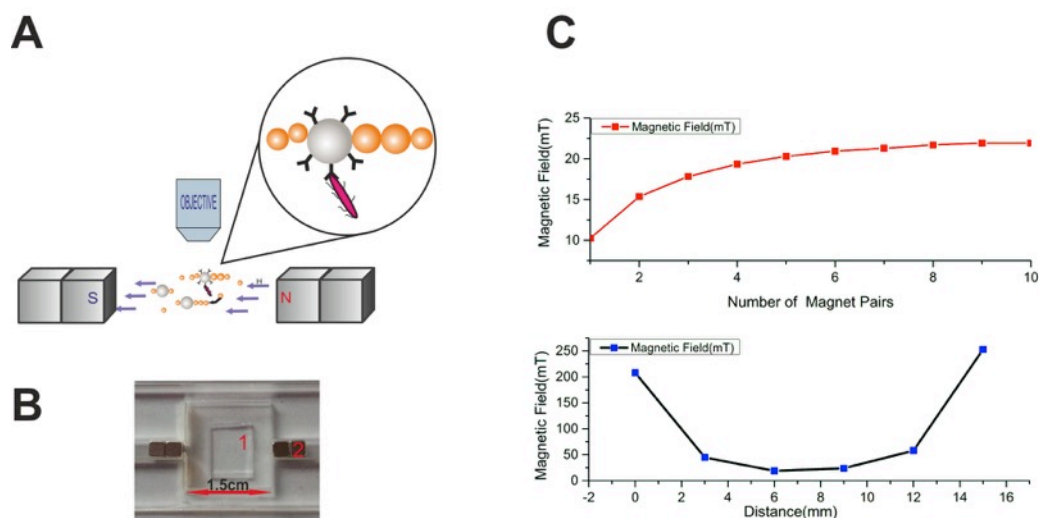 A
OBJECTIVE
S
H
N
B
1
2
1.5cm
C
Magnetic Field(mT)
25
20
15
10
Magnetic Field(mT)
2 4 6 8 10
Number of Magnet Pairs
Magnetic Field(mT)
250
200
150
100
50
0
Magnetic Field(mT)
-2 0 2 4 6 8 10 12 14 16
Distance(mm)